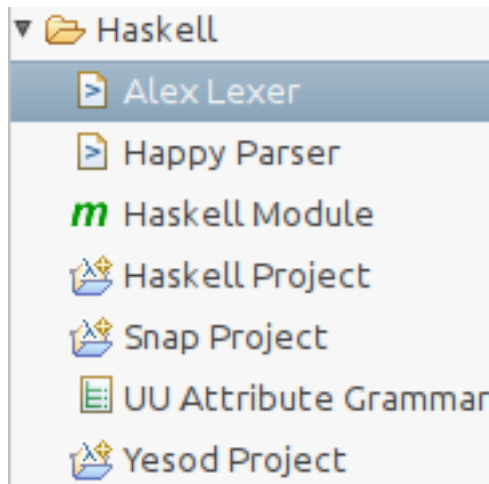 Haskell
Alex Lexer
Happy Parser
m Haskell Module
Haskell Project
Snap Project
UU Attribute Grammar
Yesod Project